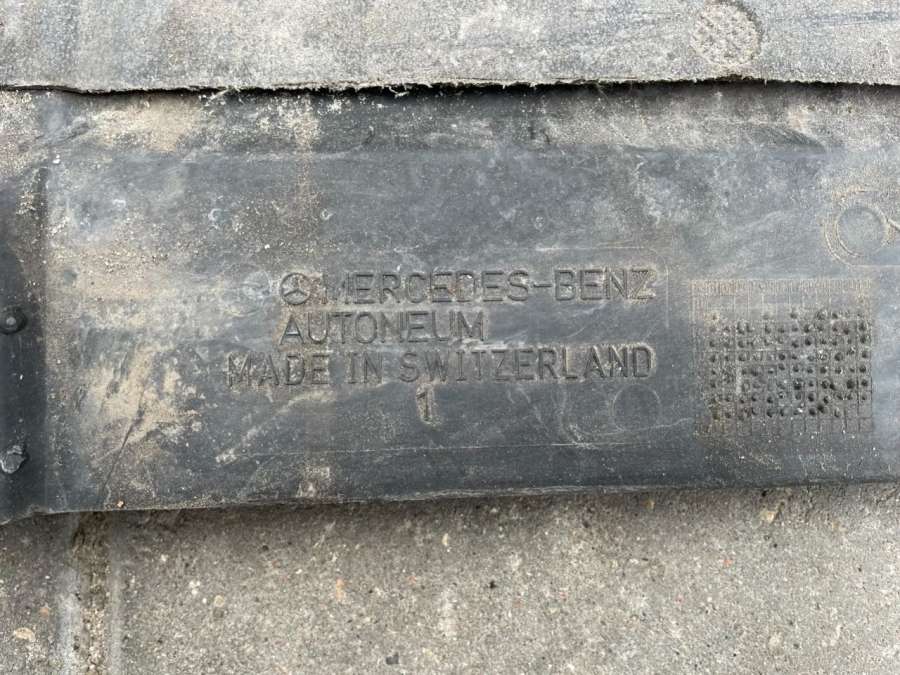 MERCEDES-BENZ
AUTONEUM
MADE IN SWITZERLAND
1